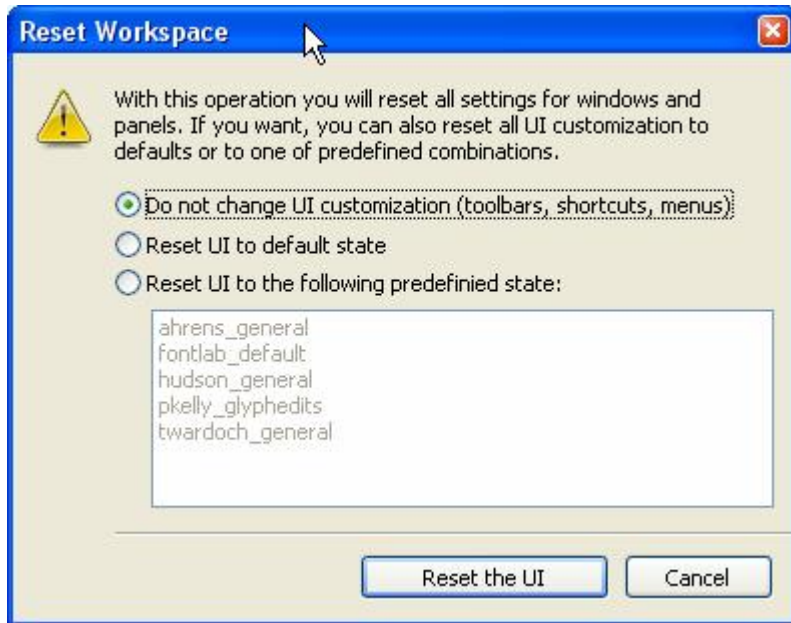 Reset Workspace
With this operation you will reset all settings for windows and
panels. If you want, you can also reset all UI customization to
defaults or to one of predefined combinations.
Do not change UI customization (toolbars, shortcuts, menus)
Reset UI to default state
Reset UI to the following predefinied state:
ahrens_general
fontlab_default
hudson_general
pkelly_glyphedits
twardoch_general
Reset the UI
Cancel